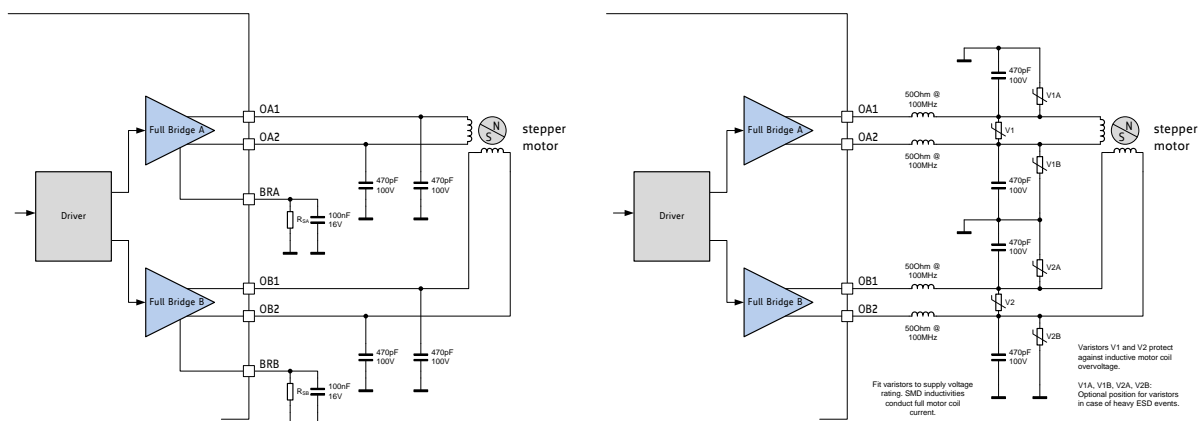 OA1
Full Bridge A
OA2
N
S
stepper
motor
470pF
100V
470pF
100V
BRA
RSA
100nF
16V
Driver
OB1
Full Bridge B
OB2
470pF
100V
470pF
100V
BRB
RSB
100nF
16V
470pF
100V
V1A
50Ohm @
100MHz
OA1
Full Bridge A
V1
OA2
N
S
stepper
motor
50Ohm @
100MHz
V1B
470pF
100V
Driver
470pF
100V
V2A
50Ohm @
100MHz
OB1
Full Bridge B
V2
OB2
50Ohm @
100MHz
V2B
470pF
100V
Varistors V1 and V2 protect
against inductive motor coil
overvoltage.
V1A, V1B, V2A, V2B:
Optional position for varistors
in case of heavy ESD events.
Fit varistors to supply voltage
rating. SMD inductivities
conduct full motor coil
current.